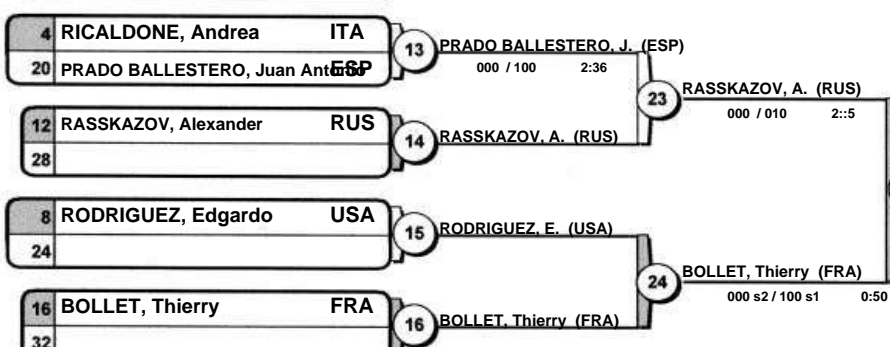 4 RICALDONE, Andrea ITA
20 PRADO BALLESTERO, Juan Antonio ESP
13
PRADO BALLESTERO, J. (ESP)
000 / 100 2:36
12 RASSKAZOV, Alexander RUS
28
14
RASSKAZOV, A. (RUS)
23
RASSKAZOV, A. (RUS)
000 / 010 2::5
8 RODRIGUEZ, Edgardo USA
24
15
RODRIGUEZ, E. (USA)
16 BOLLET, Thierry FRA
32
16
BOLLET, Thierry (FRA)
24
BOLLET, Thierry (FRA)
000 s2 / 100 s1 0:50